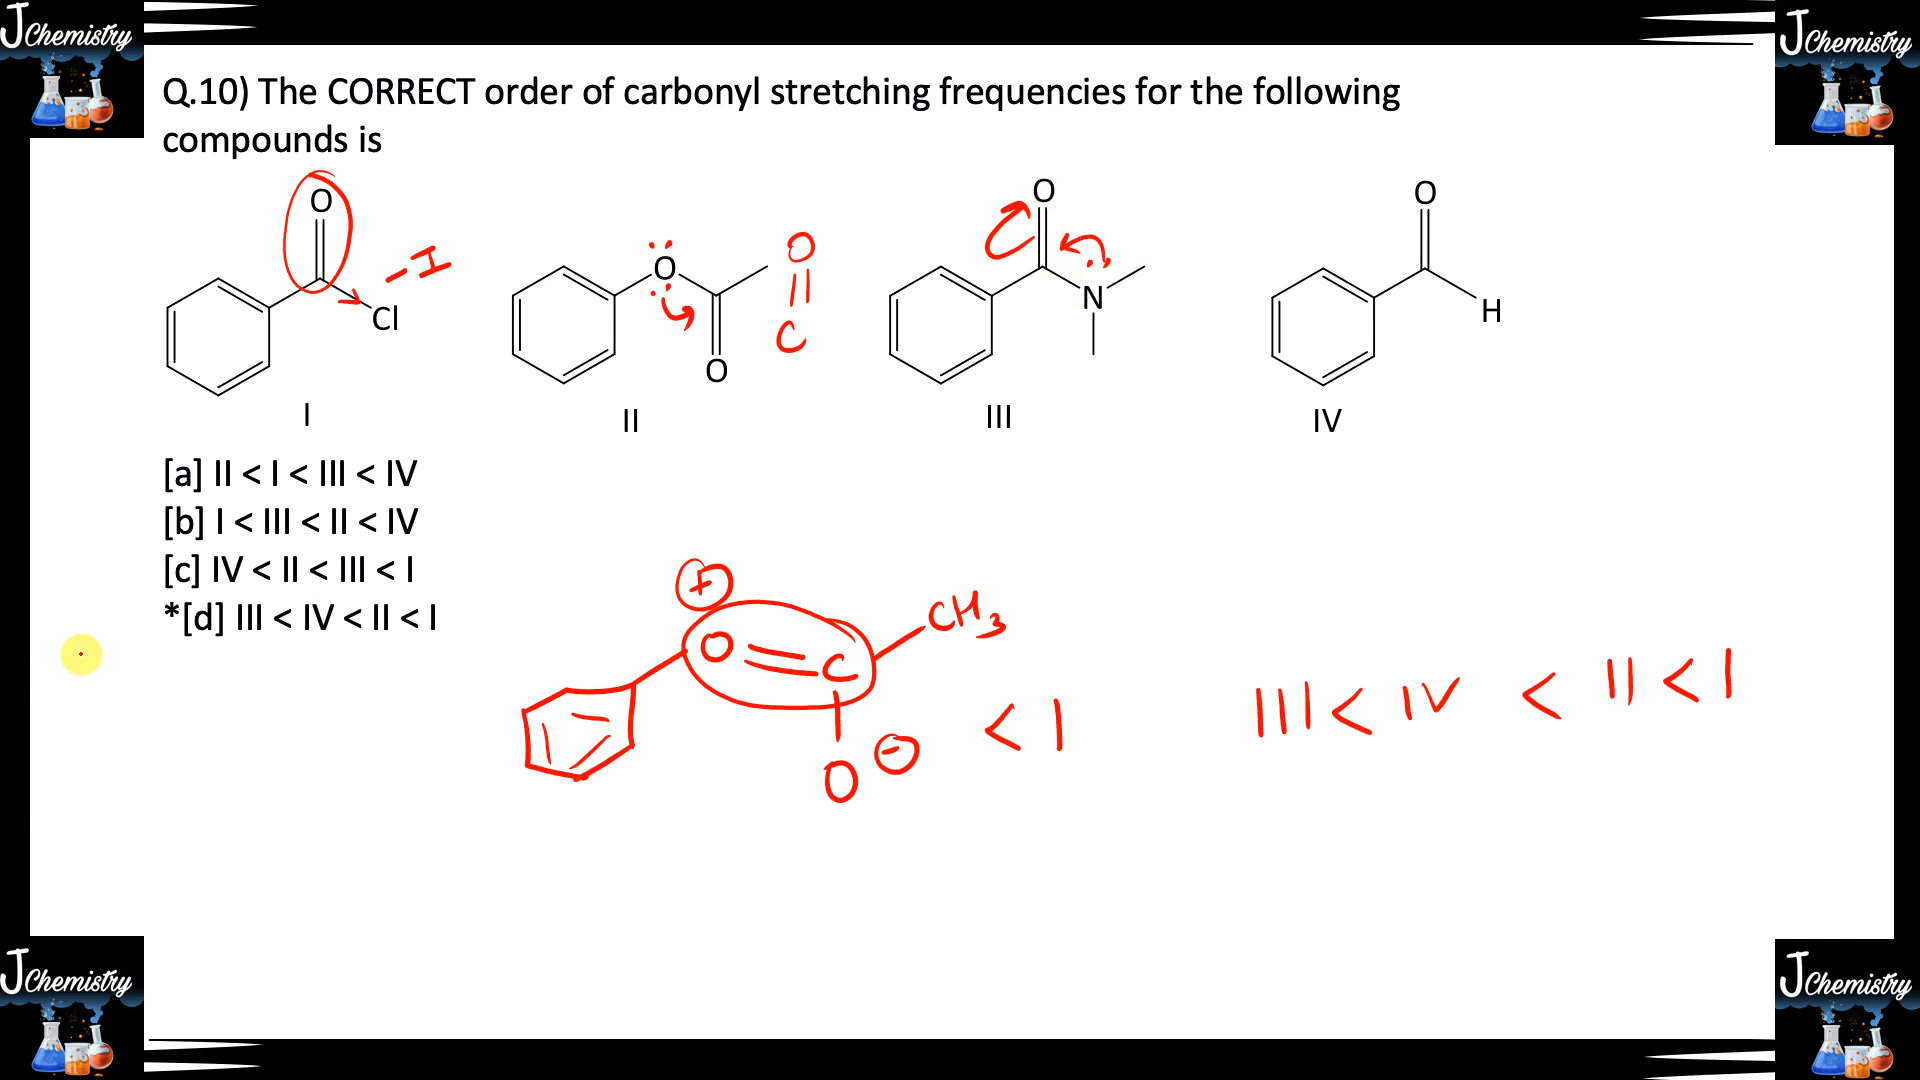 JChemistry
JChemistry
Q.10) The CORRECT order of carbonyl stretching frequencies for the following
compounds is
O
Cl
-I
I
O
O
O
C
II
O
N
III
O
H
IV
[a] II < I < III < IV
[b] I < III < II < IV
[c] IV < II < III < I
*[d] III < IV < II < I
+
O C CH3
O -
< I
III < IV < II < I
JChemistry
JChemistry